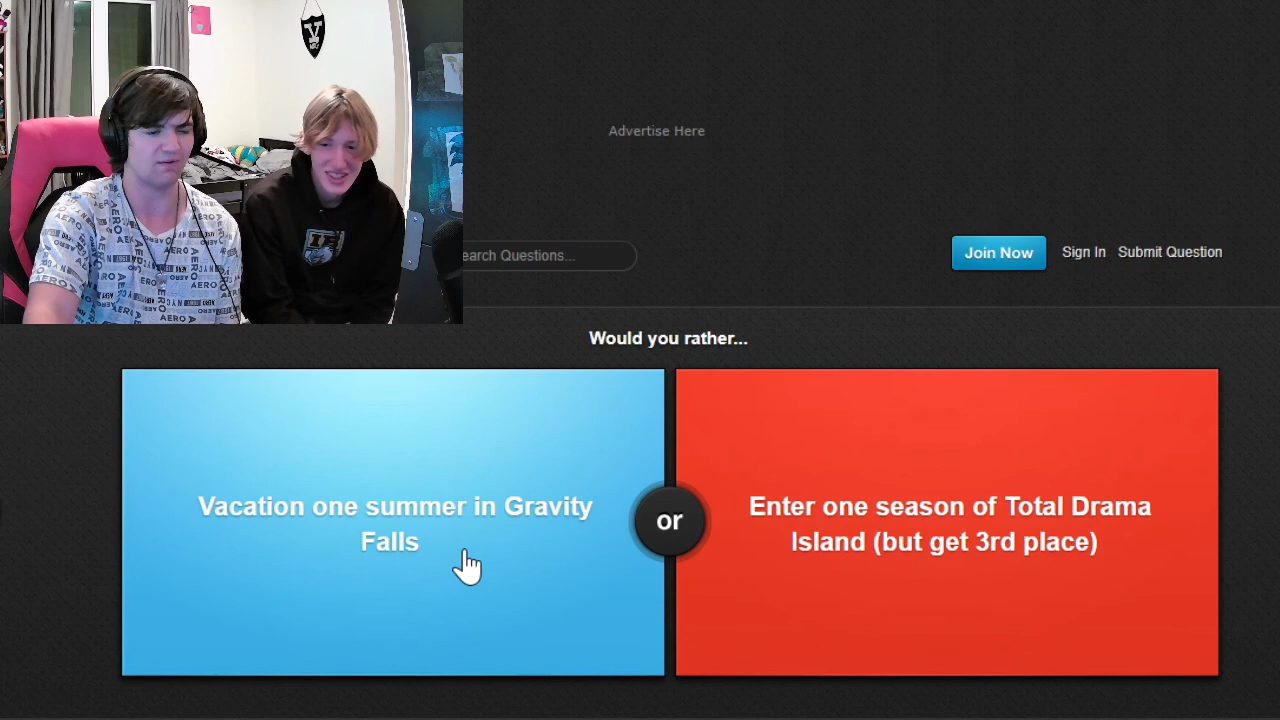 Advertise Here
earch Questions...
Join Now
Sign In
Submit Question
Would you rather...
Vacation one summer in Gravity
Falls
or
Enter one season of Total Drama
Island (but get 3rd place)
AERO